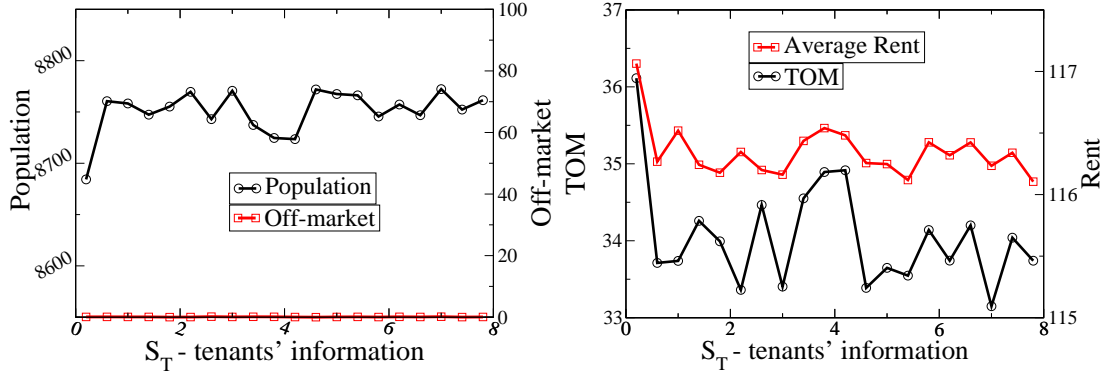 Population
8800
8700
8600
Population
Off-market
100
80
60
40
20
0
Off-market
0
2
4
6
8
S_T - tenants' information
TOM
37
36
35
34
33
Average Rent
TOM
117
116
115
Rent
0
2
4
6
8
S_T - tenants' information